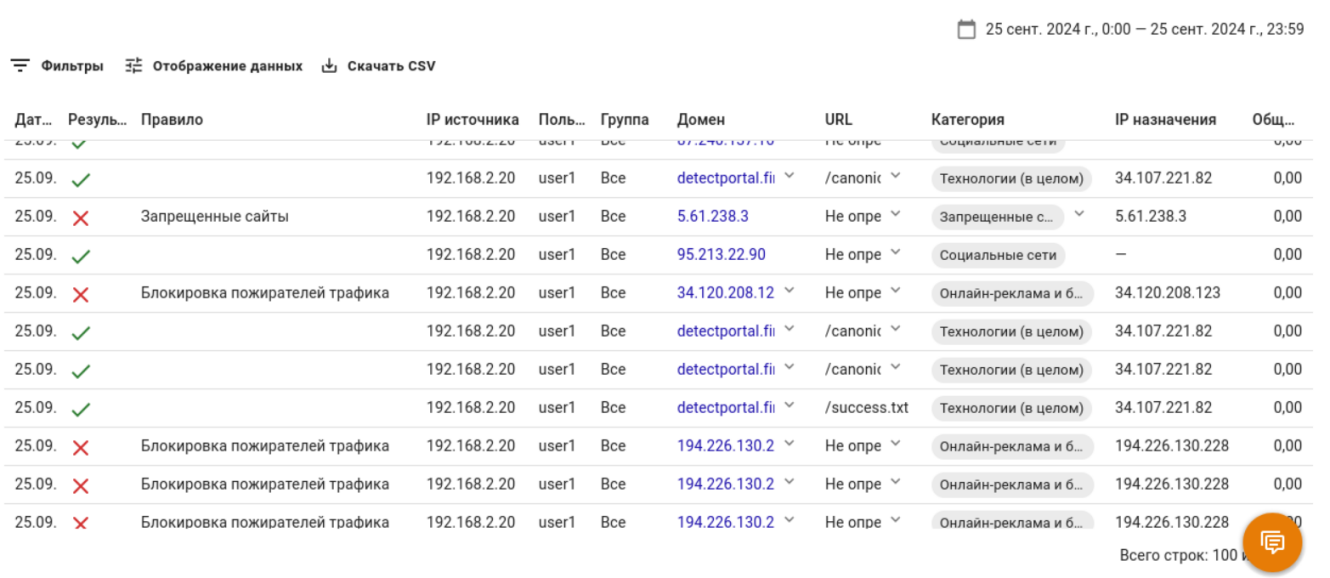 25 сент. 2024 г., 0:00 — 25 сент. 2024 г., 23:59
Фильтры Отображение данных Скачать CSV
Дат... Резуль... Правило IP источника Поль... Группа Домен URL Категория IP назначения Общ...
25.09. 192.168.2.20 user1 Все Не опре Социальные сети 0,00
25.09. 192.168.2.20 user1 Все detectportal.fi /canonic Технологии (в целом) 34.107.221.82 0,00
25.09. Запрещенные сайты 192.168.2.20 user1 Все 5.61.238.3 Не опре Запрещенные с... 5.61.238.3 0,00
25.09. 192.168.2.20 user1 Все 95.213.22.90 Социальные сети — 0,00
25.09. Блокировка пожирателей трафика 192.168.2.20 user1 Все 34.120.208.12 Не опре Онлайн-реклама и б... 34.120.208.123 0,00
25.09. 192.168.2.20 user1 Все detectportal.fi /canonic Технологии (в целом) 34.107.221.82 0,00
25.09. 192.168.2.20 user1 Все detectportal.fi /canonic Технологии (в целом) 34.107.221.82 0,00
25.09. 192.168.2.20 user1 Все detectportal.fi /success.txt Технологии (в целом) 34.107.221.82 0,00
25.09. Блокировка пожирателей трафика 192.168.2.20 user1 Все 194.226.130.2 Не опре Онлайн-реклама и б... 194.226.130.228 0,00
25.09. Блокировка пожирателей трафика 192.168.2.20 user1 Все 194.226.130.2 Не опре Онлайн-реклама и б... 194.226.130.228 0,00
25.09. Блокировка пожирателей трафика 192.168.2.20 user1 Все 194.226.130.2 Не опре Онлайн-реклама и б... 194.226.130.228
Всего строк: 100